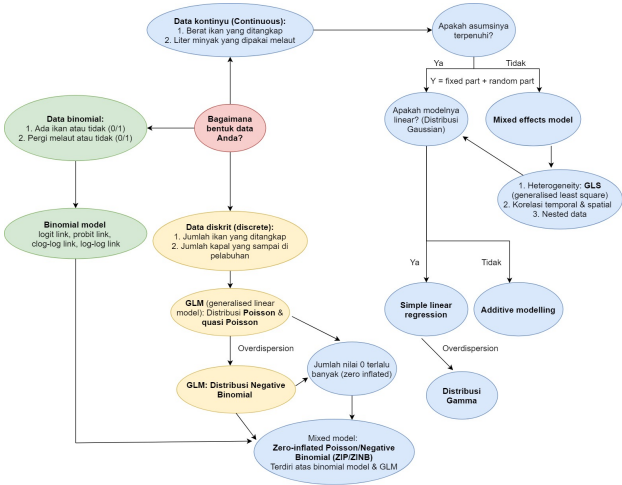 Data kontinyu (Continuous):
1. Berat ikan yang ditangkap
2. Liter minyak yang dipakai melaut
Apakah asumsinya
terpenuhi?
Ya
Tidak
Y = fixed part + random part
Data binomial:
1. Ada ikan atau tidak (0/1)
2. Pergi melaut atau tidak (0/1)
Bagaimana
bentuk data
Anda?
Apakah modelnya
linear? (Distribusi
Gaussian)
Mixed effects model
1. Heterogeneity: GLS
(generalised least square)
2. Korelasi temporal & spatial
3. Nested data
Binomial model
logit link, probit link,
clog-log link, log-log link
Data diskrit (discrete):
1. Jumlah ikan yang ditangkap
2. Jumlah kapal yang sampai di
pelabuhan
Ya
Tidak
GLM (generalised linear
model): Distribusi Poisson &
quasi Poisson
Simple linear
regression
Additive modelling
Overdispersion
Overdispersion
Jumlah nilai 0 terlalu
banyak (zero inflated)
GLM: Distribusi Negative
Binomial
Distribusi
Gamma
Mixed model:
Zero-inflated Poisson/Negative
Binomial (ZIP/ZINB)
Terdiri atas binomial model & GLM